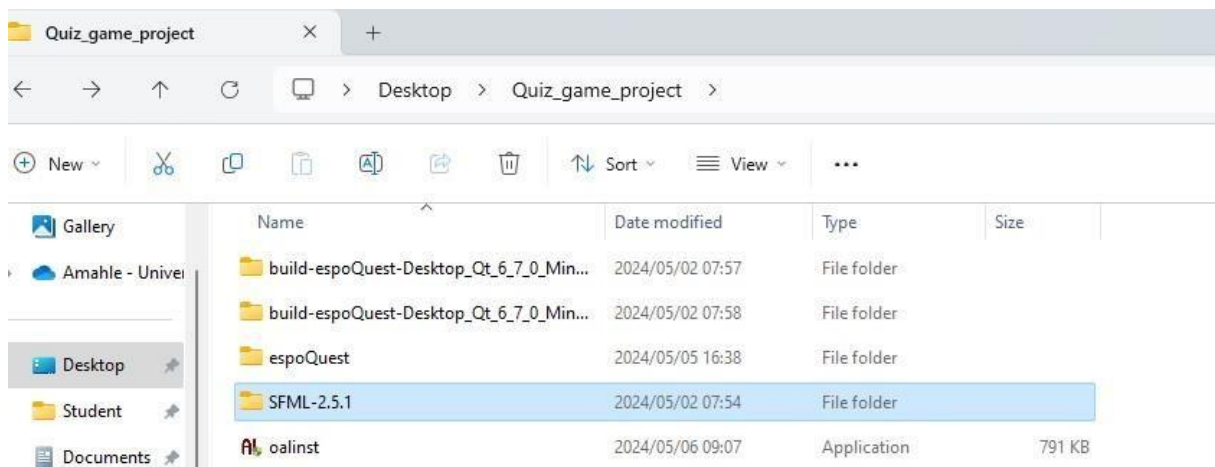 Quiz_game_project
Desktop > Quiz_game_project >
New Sort View ...
Gallery
Amahle - Univer
Desktop
Student
Documents
Name Date modified Type Size
build-espoQuest-Desktop_Qt_6_7_0_Min... 2024/05/02 07:57 File folder
build-espoQuest-Desktop_Qt_6_7_0_Min... 2024/05/02 07:58 File folder
espoQuest 2024/05/05 16:38 File folder
SFML-2.5.1 2024/05/02 07:54 File folder
oalinst 2024/05/06 09:07 Application 791 KB